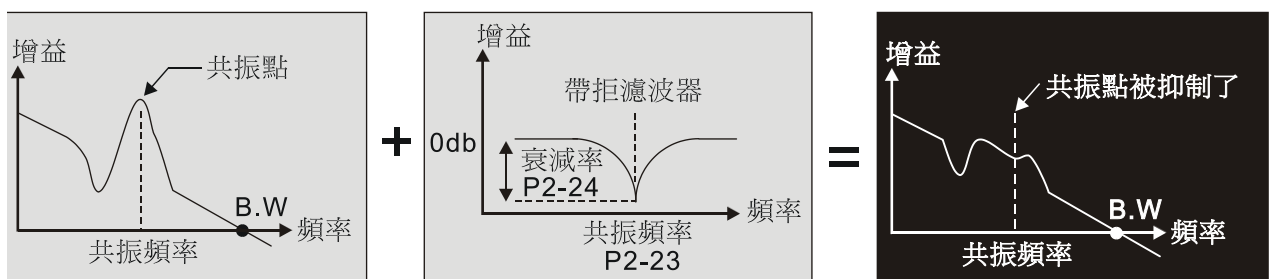 增益
共振點
B.W
頻率
共振頻率
+
增益
帶拒濾波器
0db
衰減率
P2-24
頻率
共振頻率
P2-23
=
增益
共振點被抑制了
B.W
頻率
共振頻率